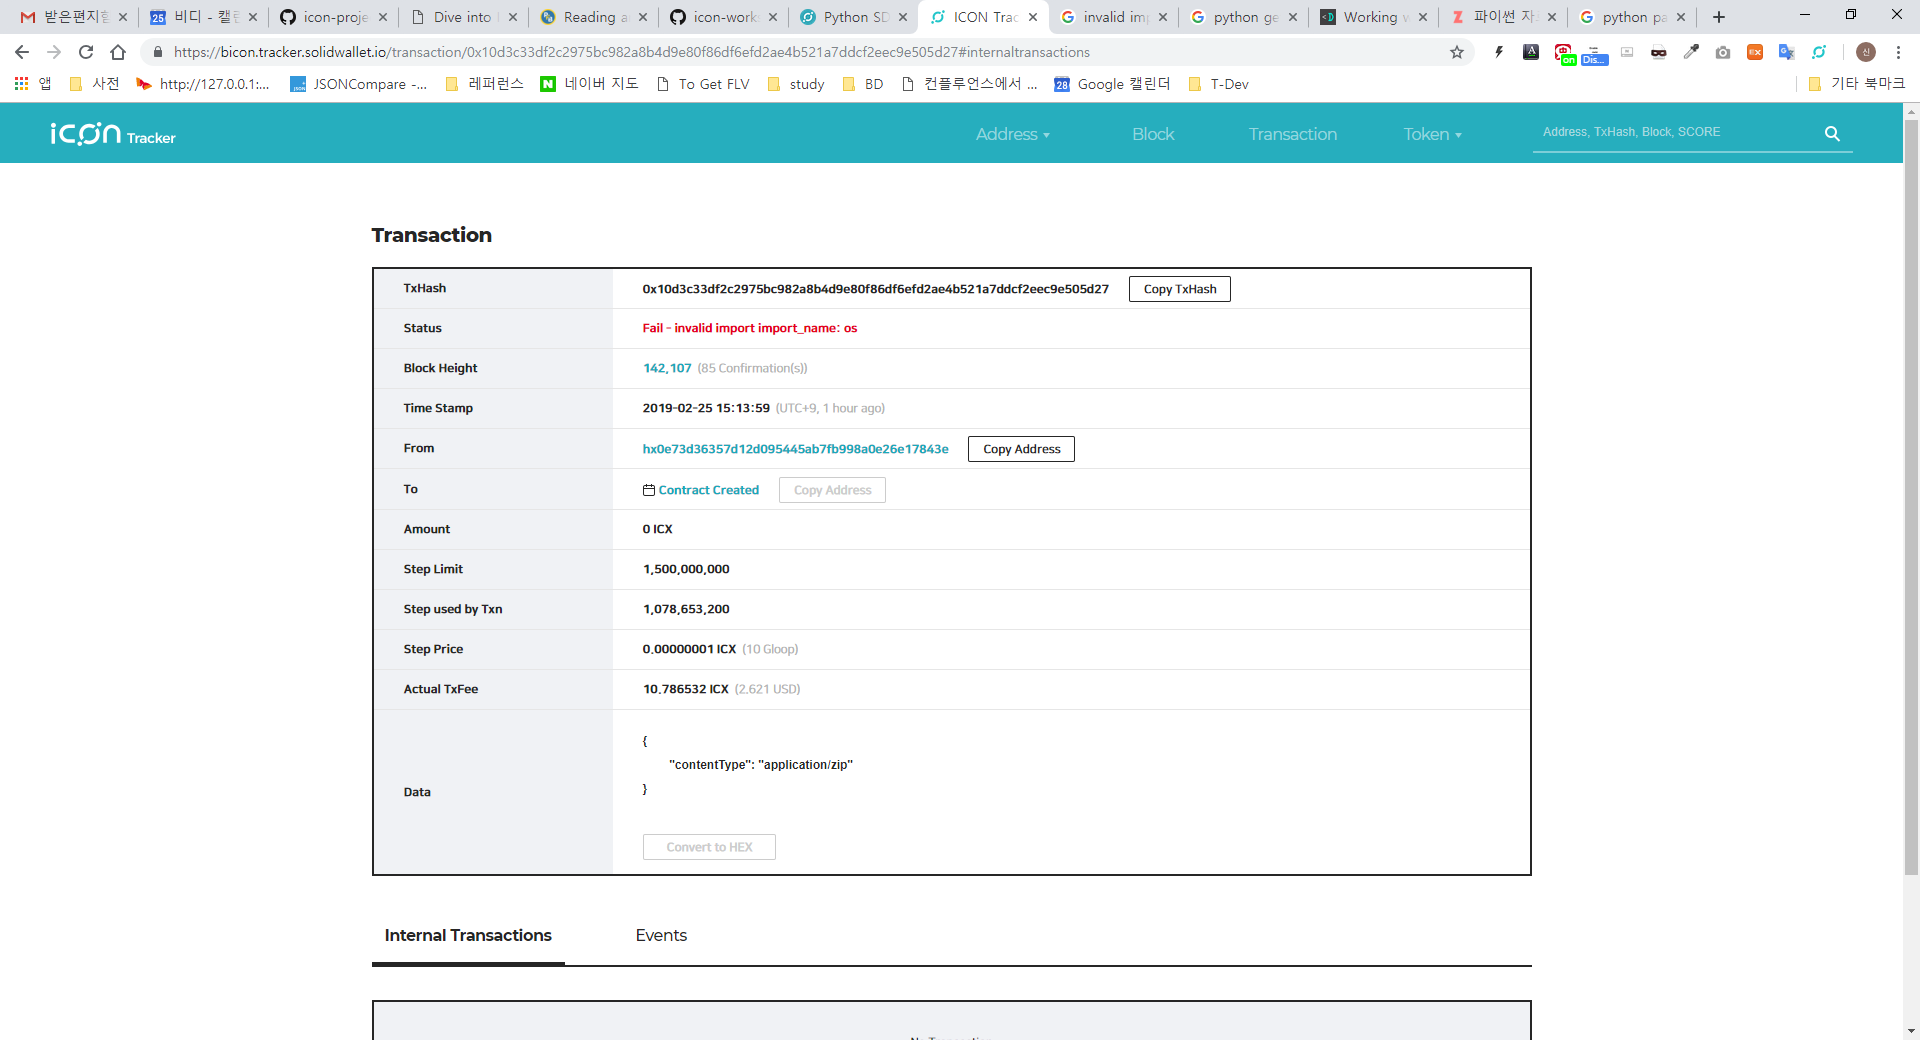 받은편지함
비디 - 캘린
icon-proje
Dive into
Reading a
icon-work
Python SD
ICON Trac
invalid im
python ge
Working w
파이썬 자
python pa
https://bicon.tracker.solidwallet.io/transaction/0x10d3c33df2c2975bc982a8b4d9e80f86df6efd2ae4b521a7ddcf2eec9e505d27#internaltransactions
앱
사전
http://127.0.0.1:...
JSONCompare -...
레퍼런스
네이버 지도
To Get FLV
study
BD
컨플루언스에서 ...
Google 캘린더
T-Dev
기타 북마크
icon Tracker
Address
Block
Transaction
Token
Address, TxHash, Block, SCORE
Transaction
TxHash 0x10d3c33df2c2975bc982a8b4d9e80f86df6efd2ae4b521a7ddcf2eec9e505d27 Copy TxHash
Status Fail - invalid import import_name: os
Block Height 142,107 (85 Confirmation(s))
Time Stamp 2019-02-25 15:13:59 (UTC+9, 1 hour ago)
From hx0e73d36357d12d095445ab7fb998a0e26e17843e Copy Address
To Contract Created Copy Address
Amount 0 ICX
Step Limit 1,500,000,000
Step used by Txn 1,078,653,200
Step Price 0.00000001 ICX (10 Gloop)
Actual TxFee 10.786532 ICX (2.621 USD)
Data
{
"contentType": "application/zip"
}
Convert to HEX
Internal Transactions
Events